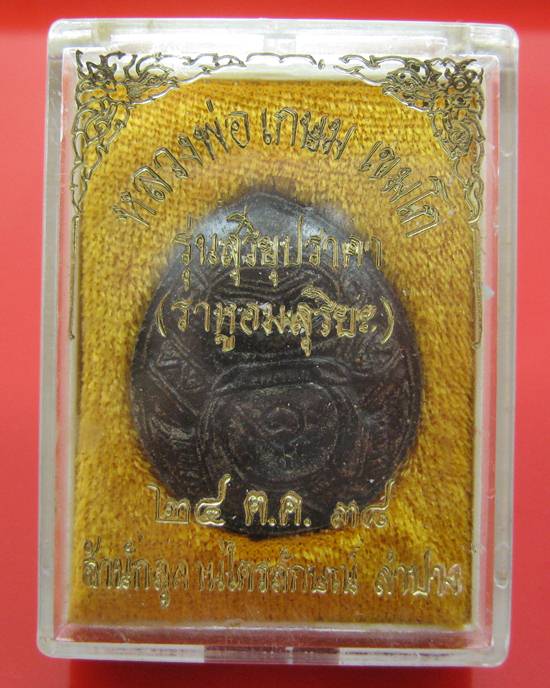 หลวงพ่อเกษม เขมโก
รุ่นสุริยุปราคา
(ราหูอมสุริยะ)
๒๔ ต.ค. ๓๘
สำนักสุสานไตรลักษณ์ ลำปาง